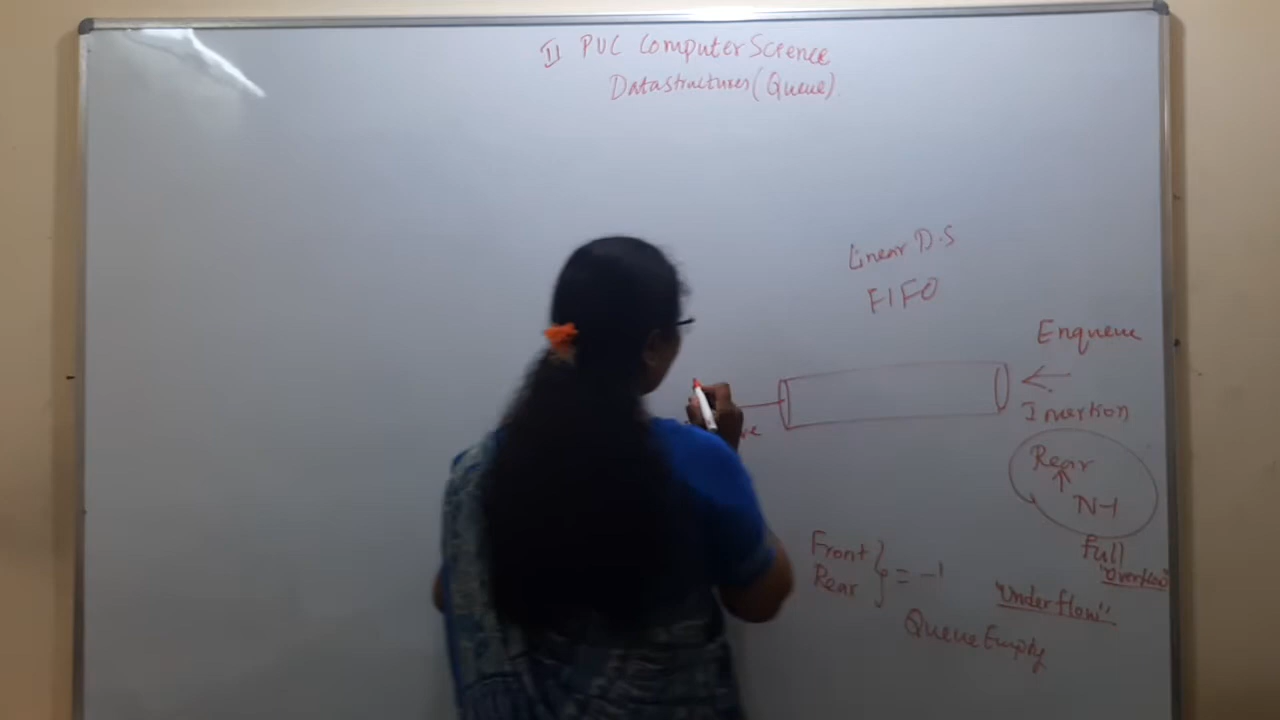 II PUC Computer Science
Datastructures (Queue)
Linear D.S
FIFO
Enqueue
Insertion
Rear
N-1
full
"Overflow"
Front
Rear
} = -1
"Underflow"
Queue Empty